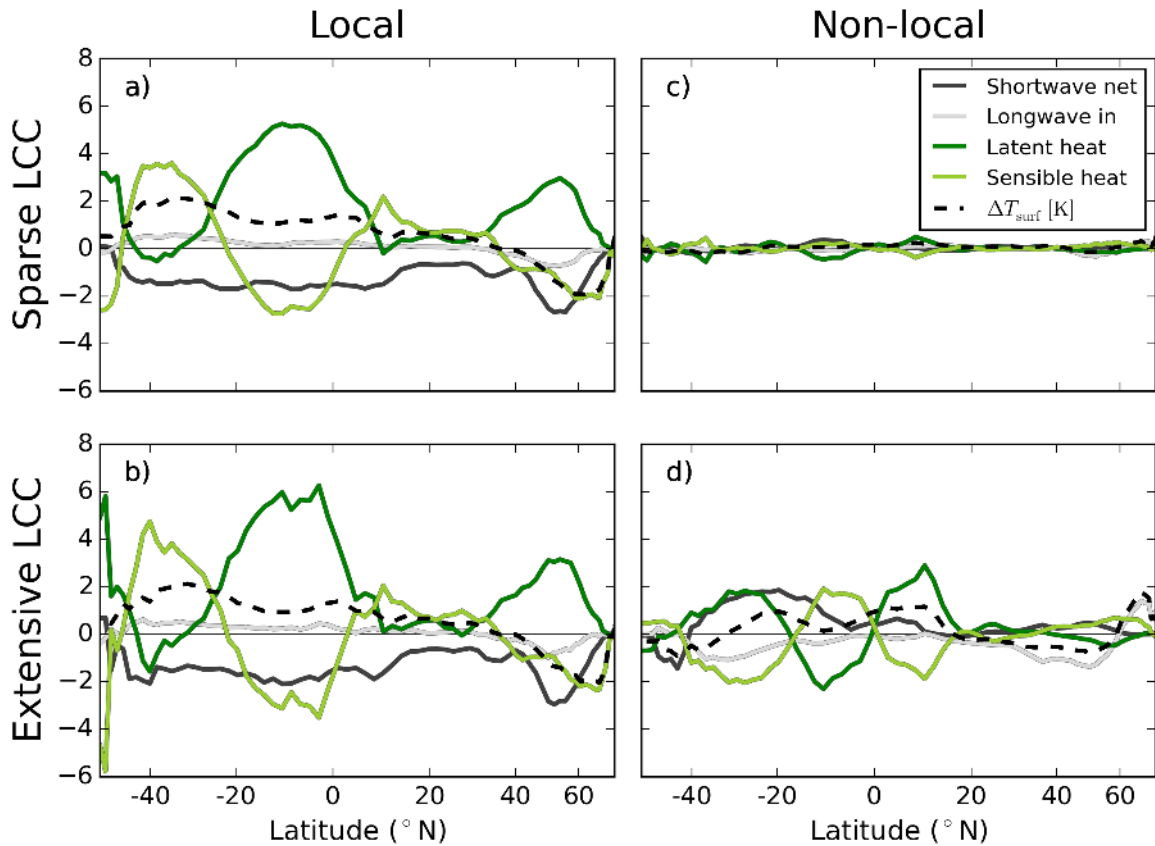 Local
Non-local
Sparse LCC
8
6
4
2
0
−2
−4
−6
a)
c)
Shortwave net
Longwave in
Latent heat
Sensible heat
ΔT_surf [K]
Extensive LCC
8
6
4
2
0
−2
−4
−6
b)
d)
-40 -20 0 20 40 60
-40 -20 0 20 40 60
Latitude (°N)
Latitude (°N)